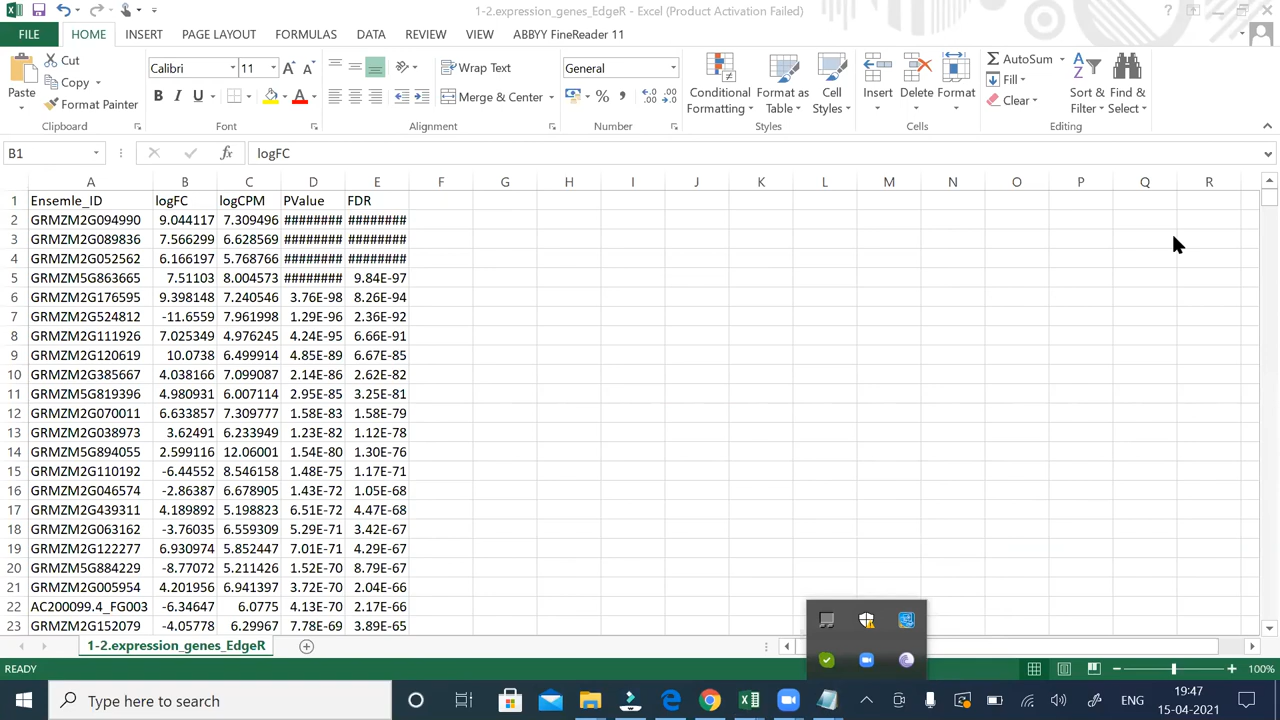 1-2.expression_genes_EdgeR - Excel (Product Activation Failed)
FILE HOME INSERT PAGE LAYOUT FORMULAS DATA REVIEW VIEW ABBYY FineReader 11
Paste Cut Copy Format Painter Clipboard
Calibri 11 B I U A Font
Wrap Text Merge & Center Alignment
General % , Number
Conditional Formatting Format as Table Cell Styles Styles
Insert Delete Format Cells
AutoSum Fill Clear Sort & Filter Find & Select Editing
B1 fx logFC
A B C D E F G H I J K L M N O P Q R
1 Ensemle_ID logFC logCPM PValue FDR
2 GRMZM2G094990 9.044117 7.309496 ######## ########
3 GRMZM2G089836 7.566299 6.628569 ######## ########
4 GRMZM2G052562 6.166197 5.768766 ######## ########
5 GRMZM5G863665 7.51103 8.004573 ######## 9.84E-97
6 GRMZM2G176595 9.398148 7.240546 3.76E-98 8.26E-94
7 GRMZM2G524812 -11.6559 7.961998 1.29E-96 2.36E-92
8 GRMZM2G111926 7.025349 4.976245 4.24E-95 6.66E-91
9 GRMZM2G120619 10.0738 6.499914 4.85E-89 6.67E-85
10 GRMZM2G385667 4.038166 7.099087 2.14E-86 2.62E-82
11 GRMZM5G819396 4.980931 6.007114 2.95E-85 3.25E-81
12 GRMZM2G070011 6.633857 7.309777 1.58E-83 1.58E-79
13 GRMZM2G038973 3.62491 6.233949 1.23E-82 1.12E-78
14 GRMZM5G894055 2.599116 12.06001 1.54E-80 1.30E-76
15 GRMZM2G110192 -6.44552 8.546158 1.48E-75 1.17E-71
16 GRMZM2G046574 -2.86387 6.678905 1.43E-72 1.05E-68
17 GRMZM2G439311 4.189892 5.198823 6.51E-72 4.47E-68
18 GRMZM2G063162 -3.76035 6.559309 5.29E-71 3.42E-67
19 GRMZM2G122277 6.930974 5.852447 7.01E-71 4.29E-67
20 GRMZM5G884229 -8.77072 5.211426 1.52E-70 8.79E-67
21 GRMZM2G005954 4.201956 6.941397 3.72E-70 2.04E-66
22 AC200099.4_FG003 -6.34647 6.0775 4.13E-70 2.17E-66
23 GRMZM2G152079 -4.05778 6.29967 7.78E-69 3.89E-65
1-2.expression_genes_EdgeR
READY 100%
Type here to search ENG 19:47
15-04-2021